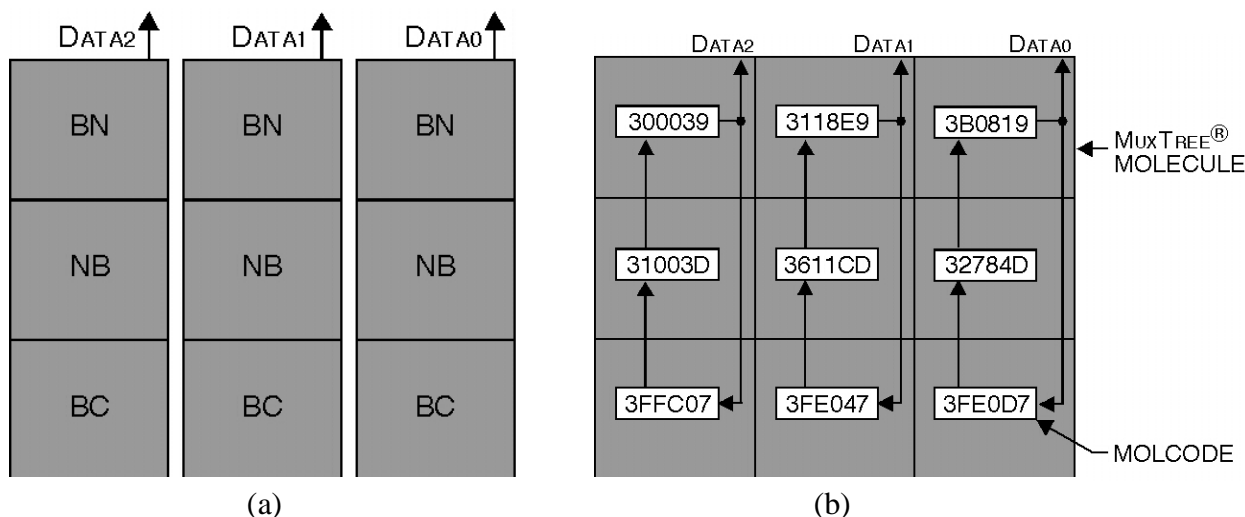 DATA2 DATA1 DATA0
BN BN BN
NB NB NB
BC BC BC
(a)
DATA2 DATA1 DATA0
300039 3118E9 3B0819
MUXTREE® MOLECULE
31003D 3611CD 32784D
3FFC07 3FE047 3FE0D7
MOLCODE
(b)